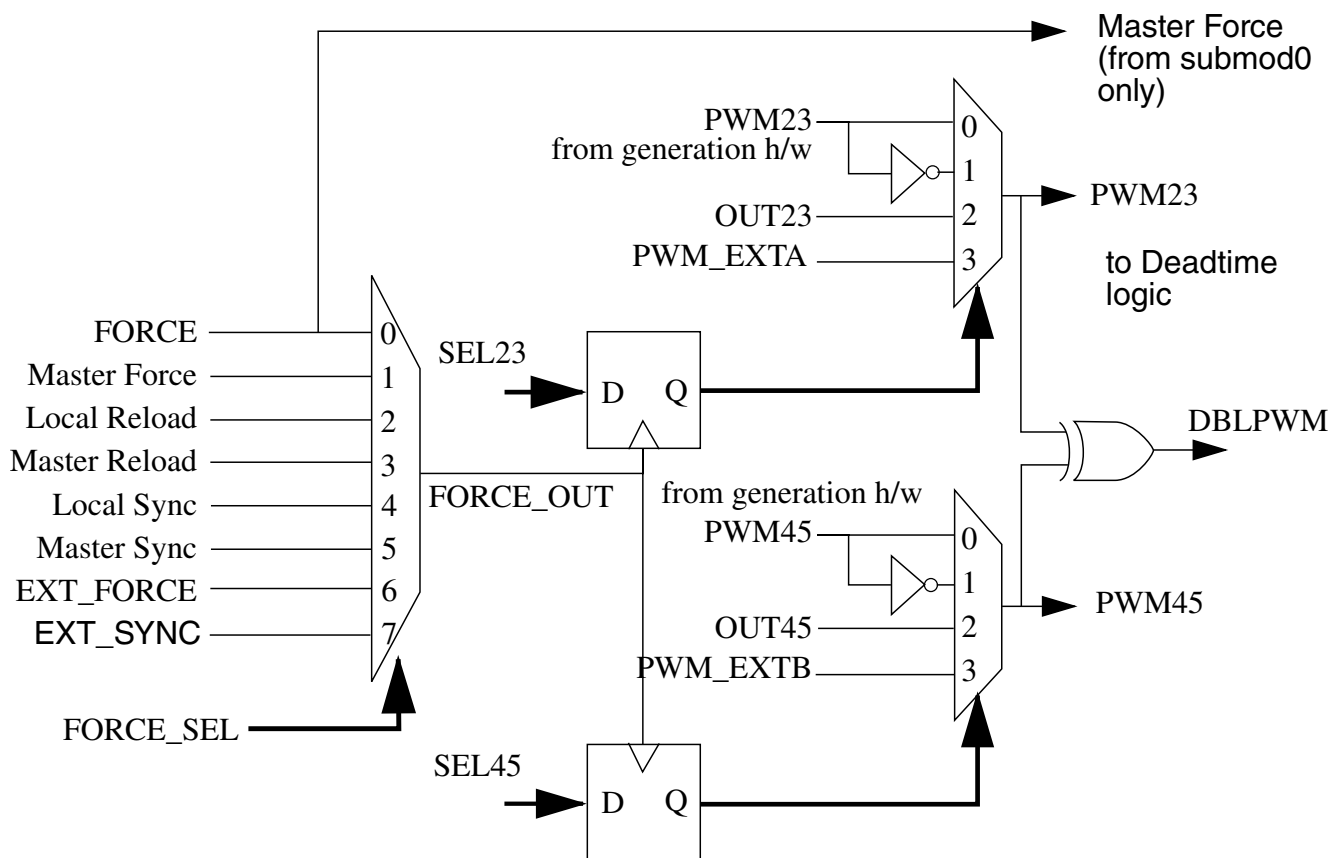 Master Force
(from submod0
only)
PWM23
from generation h/w
OUT23
PWM_EXTA
0
1
2
3
PWM23
to Deadtime
logic
FORCE
Master Force
Local Reload
Master Reload
Local Sync
Master Sync
EXT_FORCE
EXT_SYNC
0
1
2
3
4
5
6
7
FORCE_SEL
SEL23
D Q
FORCE_OUT
DBLPWM
from generation h/w
PWM45
OUT45
PWM_EXTB
0
1
2
3
PWM45
SEL45
D Q